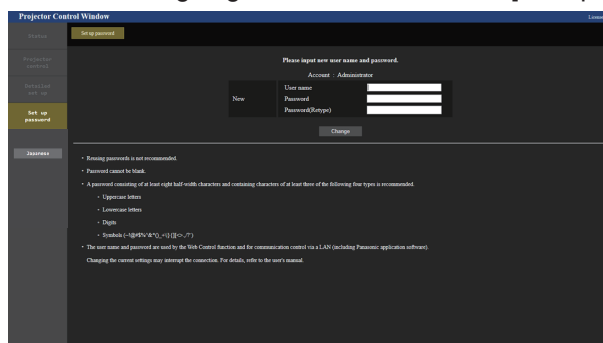 Projector Control Window
License
Status
Set up password
Projector
control
Detailed
set up
Set up
password
Japanese
Please input new user name and password.
Account : Administrator
New
User name
Password
Password(Retype)
Change
・ Reusing passwords is not recommended.
・ Password cannot be blank.
・ A password consisting of at least eight half-width characters and containing characters of at least three of the following four types is recommended.
- Uppercase letters
- Lowercase letters
- Digits
- Symbols
・ The user name and password are used by the Web Control function and for communication control via a LAN (including Panasonic application software).
Changing the current settings may interrupt the connection. For details, refer to the user's manual.